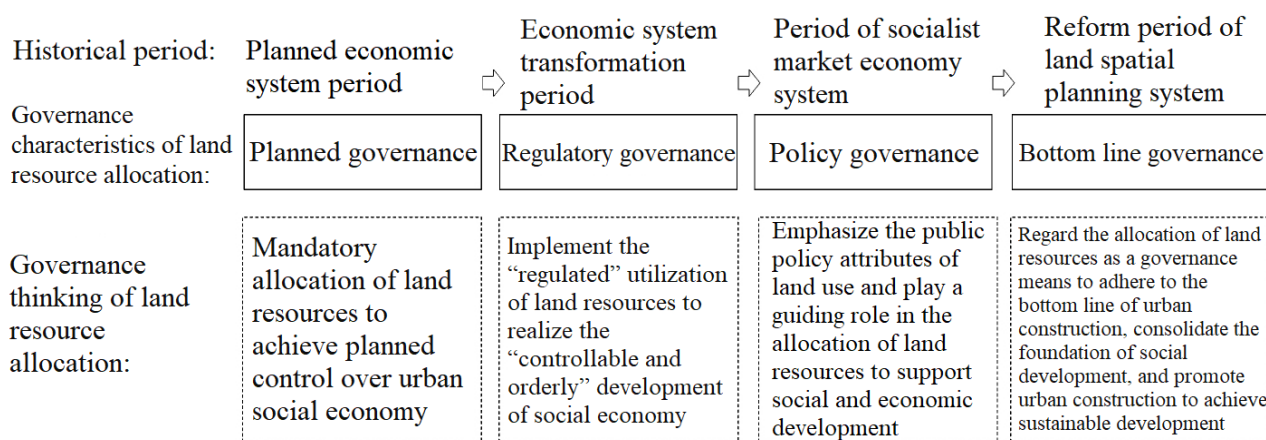 Historical period:
Planned economic
system period
Economic system
transformation
period
Period of socialist
market economy
system
Reform period of
land spatial
planning system
Governance
characteristics of land
resource allocation:
Planned governance
Regulatory governance
Policy governance
Bottom line governance
Governance
thinking of land
resource
allocation:
Mandatory
allocation of land
resources to
achieve planned
control over urban
social economy
Implement the
“regulated” utilization
of land resources to
realize the
“controllable and
orderly” development
of social economy
Emphasize the public
policy attributes of
land use and play a
guiding role in the
allocation of land
resources to support
social and economic
development
Regard the allocation of land
resources as a governance
means to adhere to the
bottom line of urban
construction, consolidate the
foundation of social
development, and promote
urban construction to achieve
sustainable development